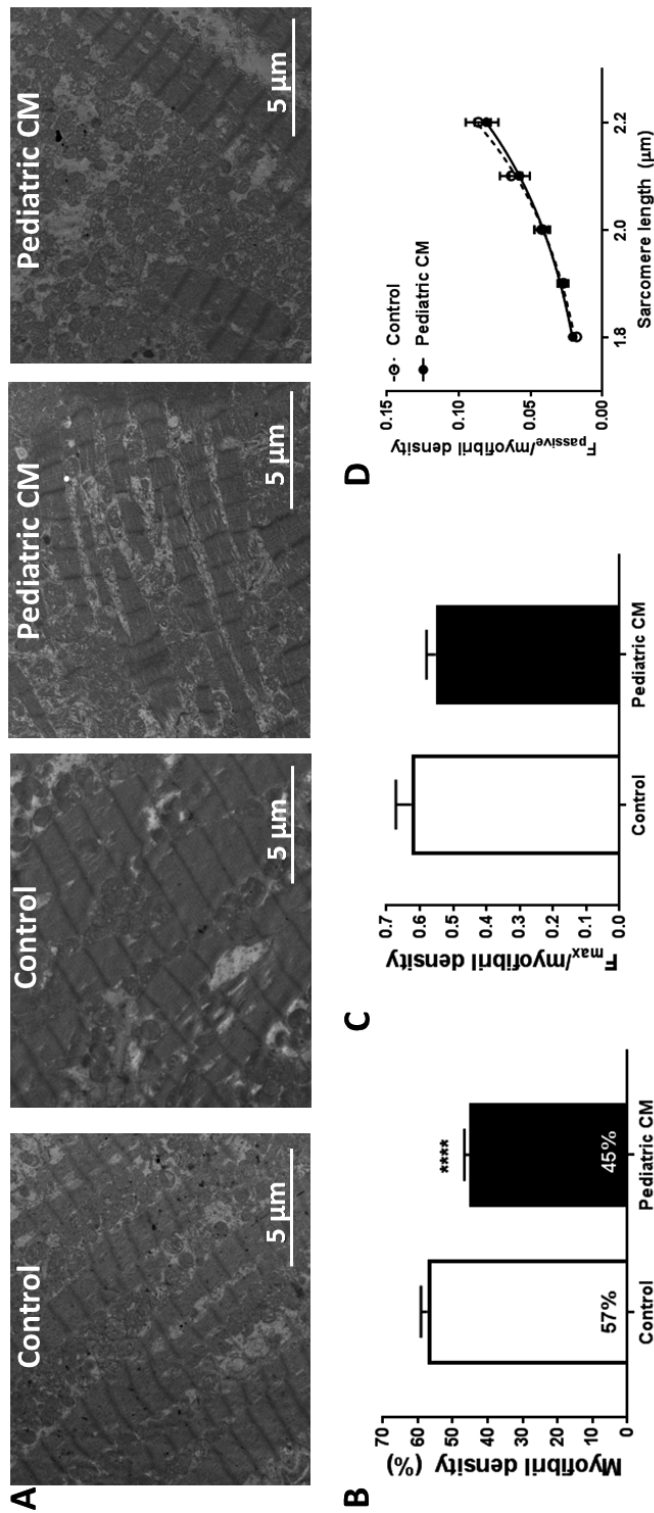 A
Control
5 μm
Control
5 μm
Pediatric CM
5 μm
Pediatric CM
5 μm
B
Myofibril density
(%)
70
60
50
40
30
20
10
0
57%
****
45%
Control
Pediatric CM
C
Fmax/myofibril density
0.7
0.6
0.5
0.4
0.3
0.2
0.1
0.0
Control
Pediatric CM
D
Fpassive/myofibril density
0.15
0.10
0.05
0.00
Control
Pediatric CM
1.8
2.0
2.2
Sarcomere length (μm)